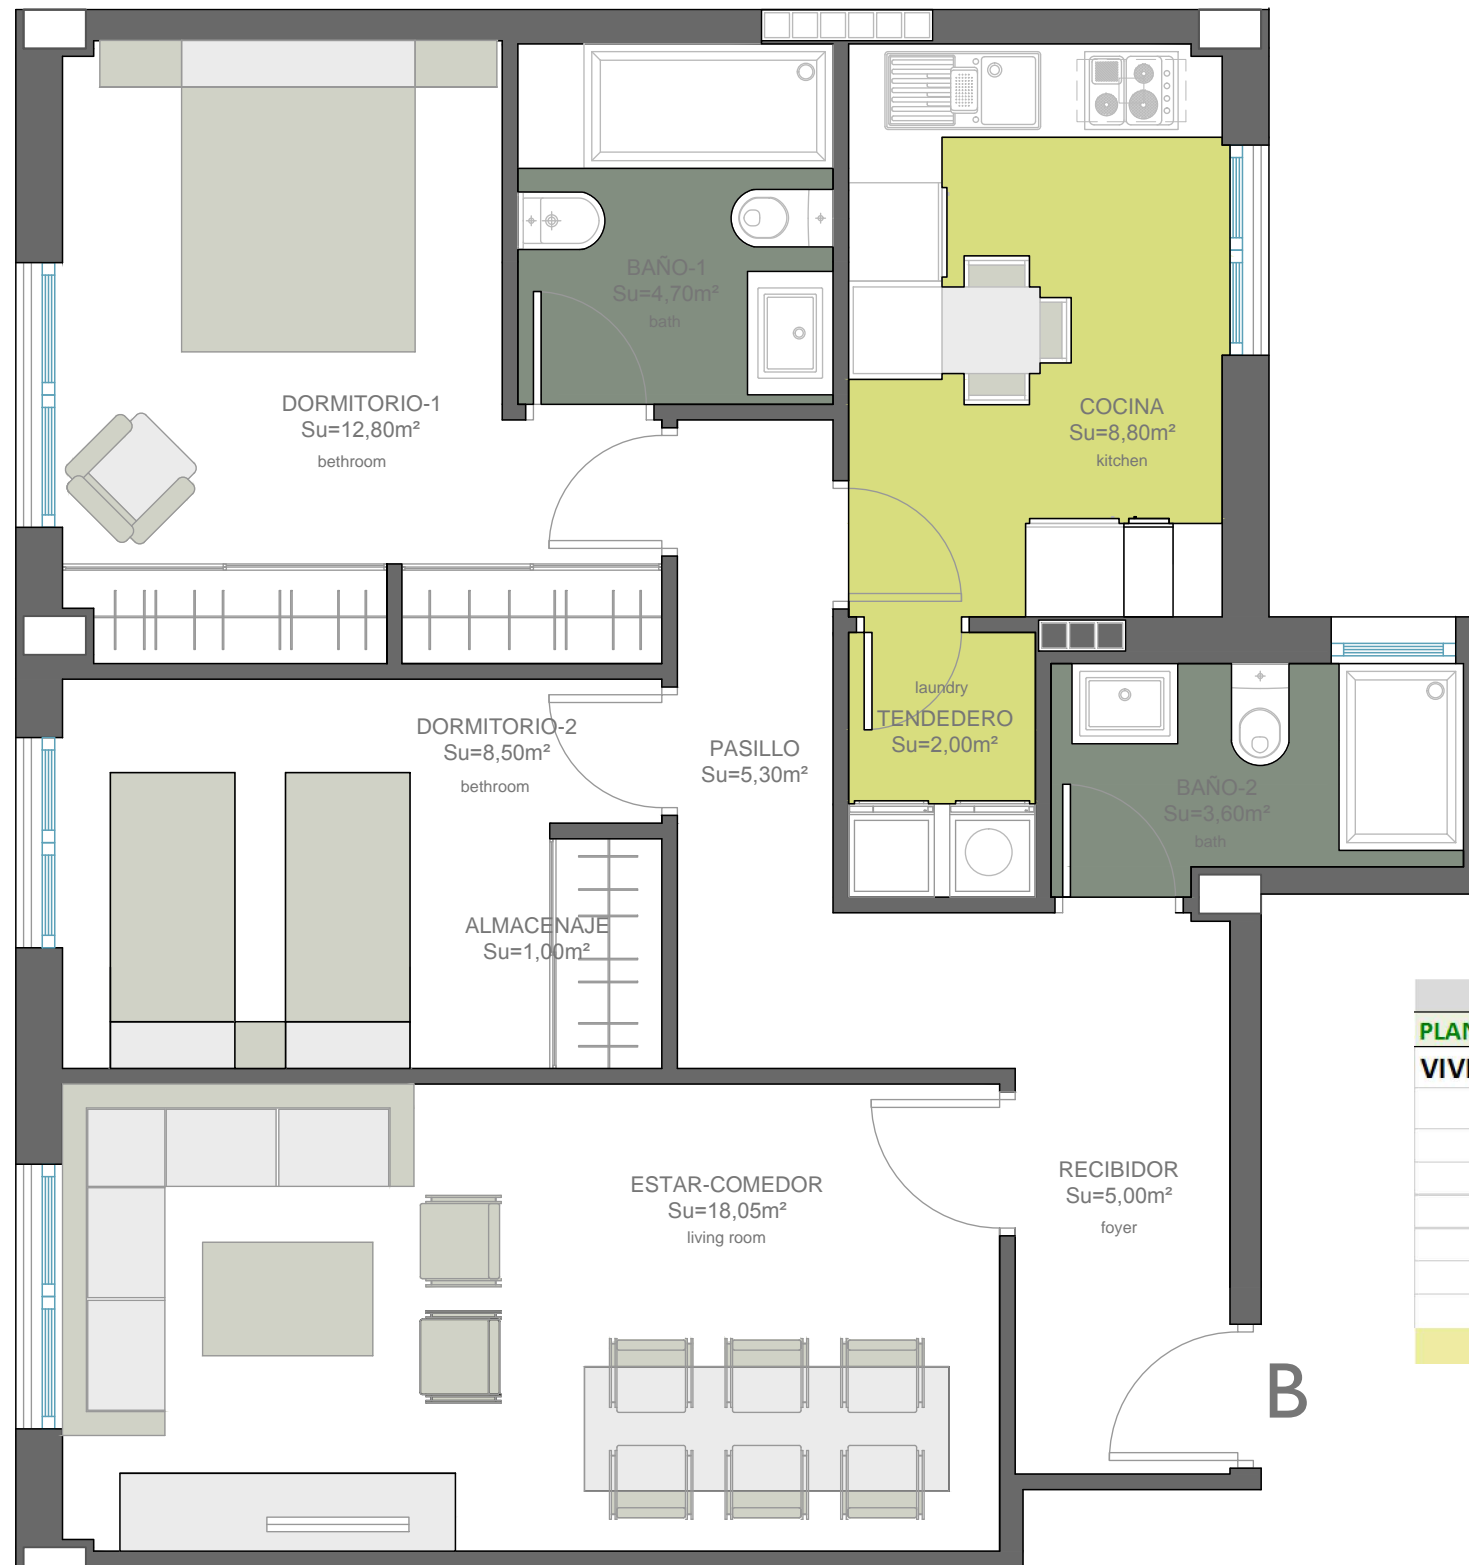 BAÑO-1
Su=4,70m²
bath
DORMITORIO-1
Su=12,80m²
bethroom
COCINA
Su=8,80m²
kitchen
laundry
TENDEDERO
Su=2,00m²
DORMITORIO-2
Su=8,50m²
bethroom
PASILLO
Su=5,30m²
BAÑO-2
Su=3,60m²
bath
ALMACENAJE
Su=1,00m²
PLAN
VIVI
ESTAR-COMEDOR
Su=18,05m²
living room
RECIBIDOR
Su=5,00m²
foyer
B